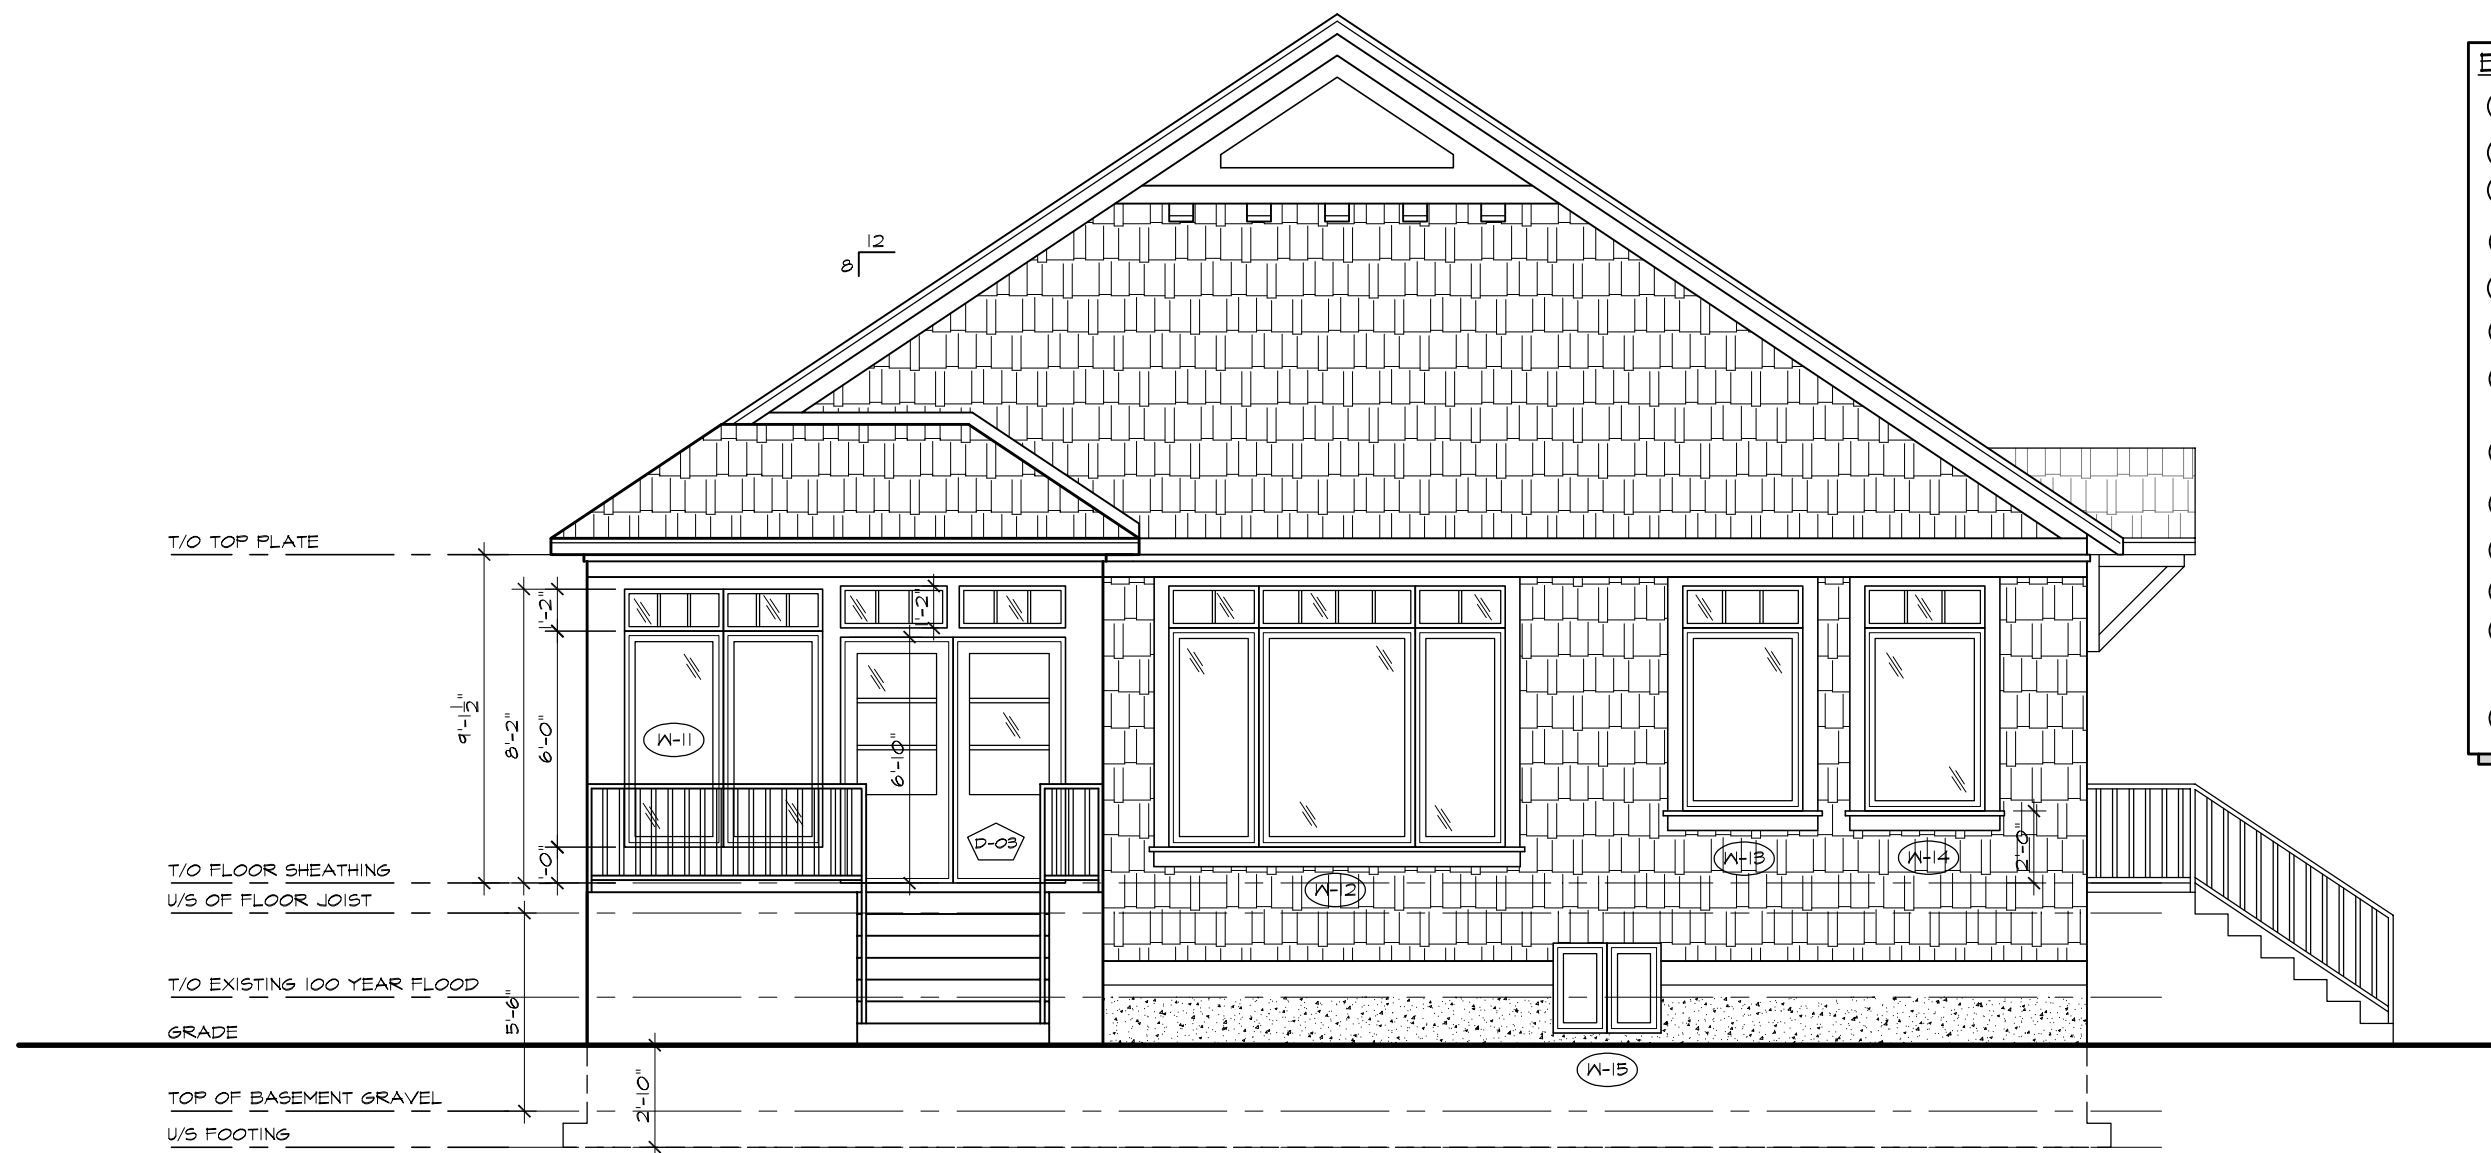 12
8
T/O TOP PLATE
1'-2"
1'-2"
9'-1 1/2"
8'-2"
6'-0"
W-11
6'-10"
D-03
1'-0"
W-13
W-14
2'-0"
T/O FLOOR SHEATHING
W-12
U/S OF FLOOR JOIST
T/O EXISTING 100 YEAR FLOOD
5'-6"
GRADE
W-15
TOP OF BASEMENT GRAVEL
2'-10"
U/S FOOTING